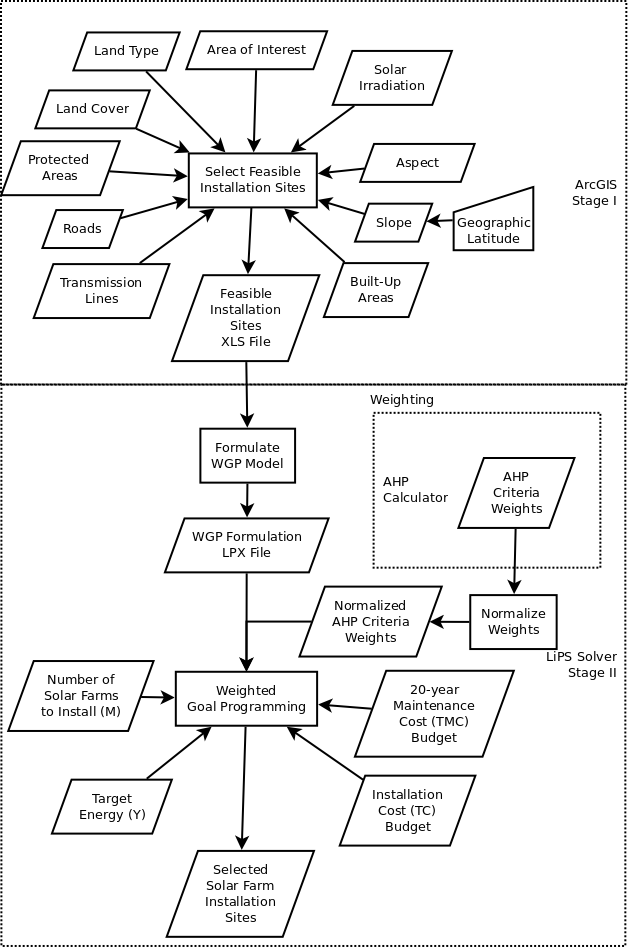 Land Type
Area of Interest
Solar
Irradiation
Land Cover
Protected
Areas
Select Feasible
Installation Sites
Aspect
ArcGIS
Stage I
Roads
Slope
Geographic
Latitude
Transmission
Lines
Feasible
Installation
Sites
XLS File
Built-Up
Areas
Weighting
Formulate
WGP Model
AHP
Calculator
AHP
Criteria
Weights
WGP Formulation
LPX File
Normalized
AHP Criteria
Weights
Normalize
Weights
LiPS Solver
Stage II
Number of
Solar Farms
to Install (M)
Weighted
Goal Programming
20-year
Maintenance
Cost (TMC)
Budget
Target
Energy (Y)
Installation
Cost (TC)
Budget
Selected
Solar Farm
Installation
Sites